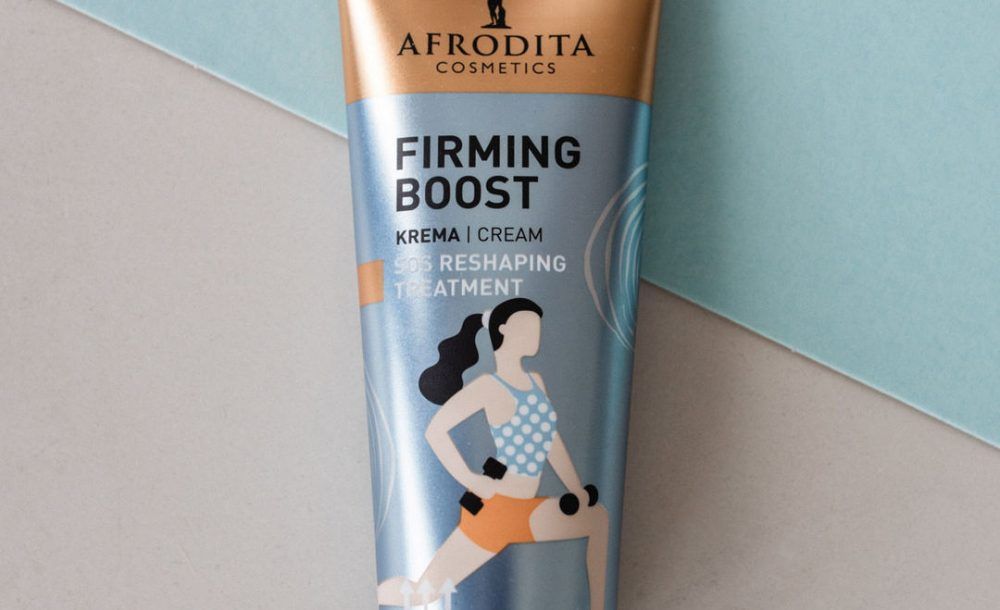 AFRODITA
COSMETICS
FIRMING
BOOST
KREMA | CREAM
SOS RESHAPING
TREATMENT